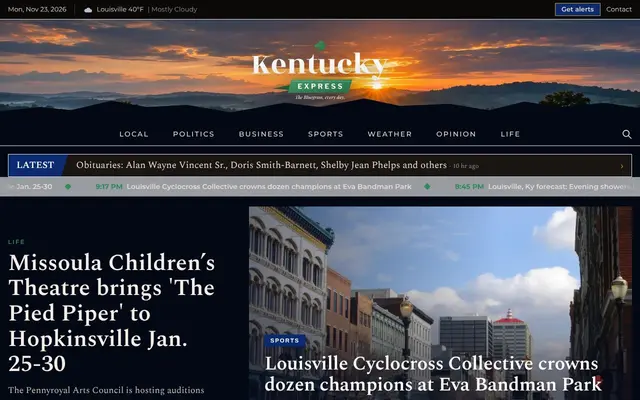 Mon, Nov 23, 2026
Louisville 40°F | Mostly Cloudy
Get alerts
Contact
Kentucky
EXPRESS
The Bluegrass, every day.
LOCAL POLITICS BUSINESS SPORTS WEATHER OPINION LIFE
LATEST
Obituaries: Alan Wayne Vincent Sr., Doris Smith-Barnett, Shelby Jean Phelps and others · 10 hr ago ›
le Jan. 25-30
9:17 PM Louisville Cyclocross Collective crowns dozen champions at Eva Bandman Park
9:45 PM Louisville, Ky forecast: Evening showers
LIFE
Missoula Children's
Theatre brings 'The
Pied Piper' to
Hopkinsville Jan.
25-30
The Pennyroyal Arts Council is hosting auditions
SPORTS
Louisville Cyclocross Collective crowns
dozen champions at Eva Bandman Park